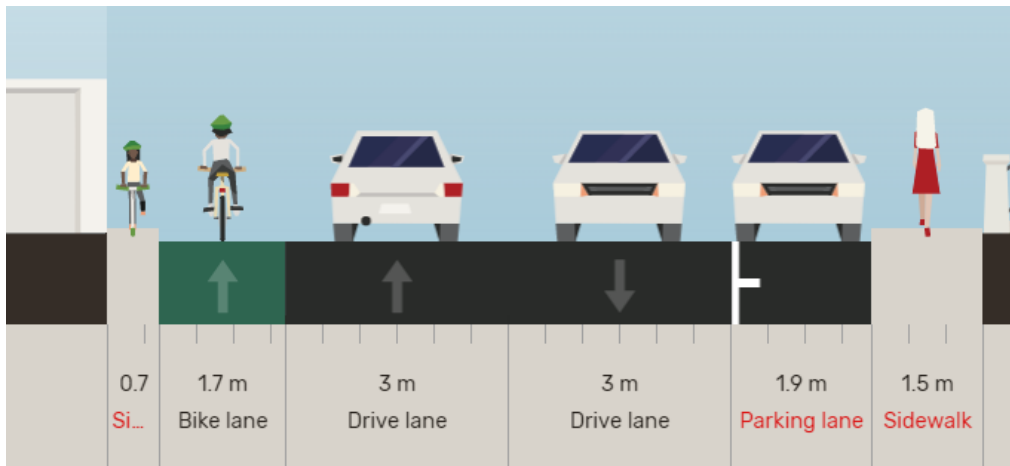 0.7 1.7 m 3 m 3 m 1.9 m 1.5 m
Si... Bike lane Drive lane Drive lane Parking lane Sidewalk